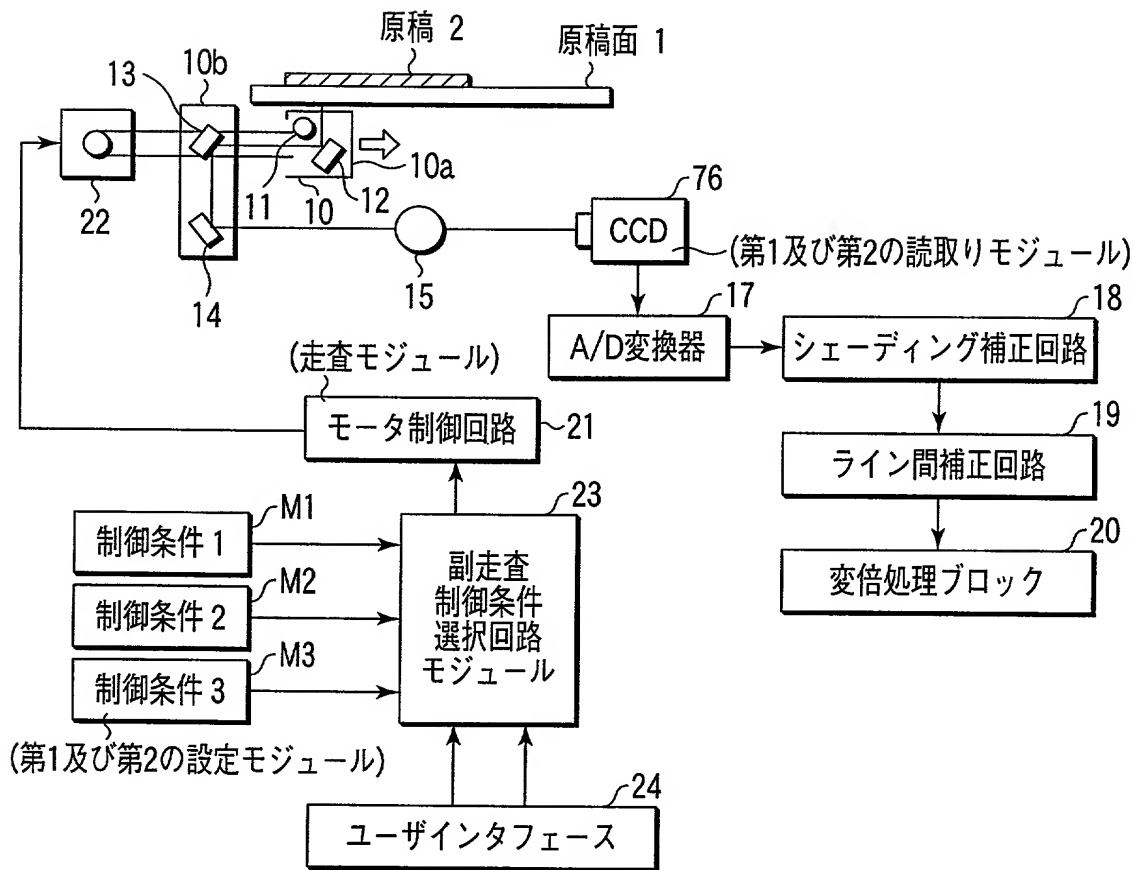 原稿 2
原稿面 1
10b
13
22
11
10
12
10a
14
15
76
CCD
(第1及び第2の読取りモジュール)
17
A/D変換器
18
シェーディング補正回路
(走査モジュール)
モータ制御回路
21
19
ライン間補正回路
20
変倍処理ブロック
M1
制御条件 1
M2
制御条件 2
M3
制御条件 3
(第1及び第2の設定モジュール)
23
副走査
制御条件
選択回路
モジュール
24
ユーザインタフェース